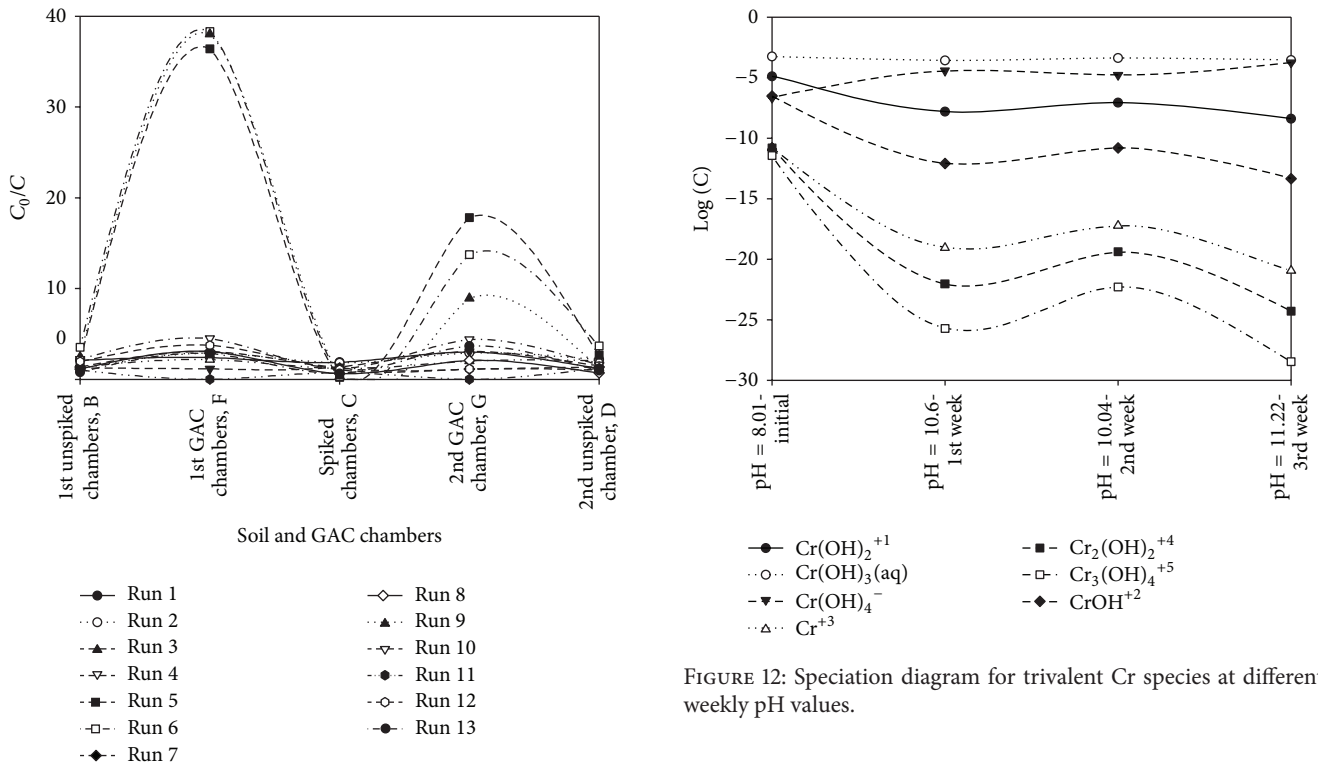 40
30
20
10
0
C₀/C
1st unspiked
chambers, B
1st GAC
chambers, F
Spiked
chambers, C
2nd GAC
chamber, G
2nd unspiked
chamber, D
Soil and GAC chambers
Run 1
Run 2
Run 3
Run 4
Run 5
Run 6
Run 7
Run 8
Run 9
Run 10
Run 11
Run 12
Run 13
0
−5
−10
−15
−20
−25
−30
Log (C)
pH = 8.01-
initial
pH = 10.6-
1st week
pH = 10.04-
2nd week
pH = 11.22-
3rd week
Cr(OH)₂⁺¹
Cr(OH)₃(aq)
Cr(OH)₄⁻
Cr⁺³
Cr₂(OH)₂⁺⁴
Cr₃(OH)₄⁺⁵
CrOH⁺²
FIGURE 12: Speciation diagram for trivalent Cr species at differen
weekly pH values.